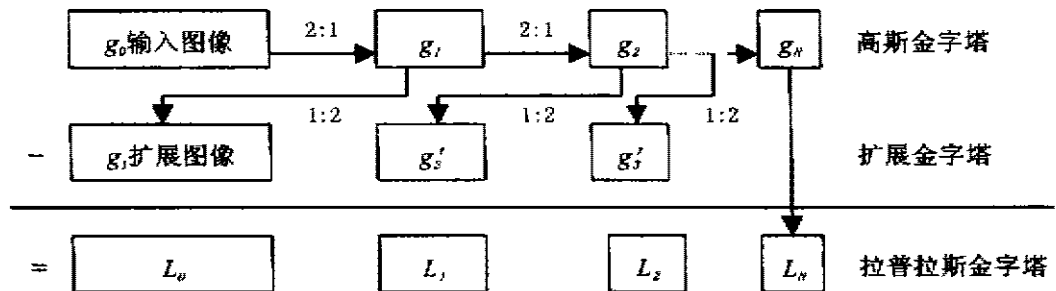 2:1 2:1
g₀输入图像 g₁ g₂ g_N 高斯金字塔
1:2 1:2 1:2
- g₁扩展图像 g₂′ g₃′ 扩展金字塔
= L₀ L₁ L₂ L_N 拉普拉斯金字塔